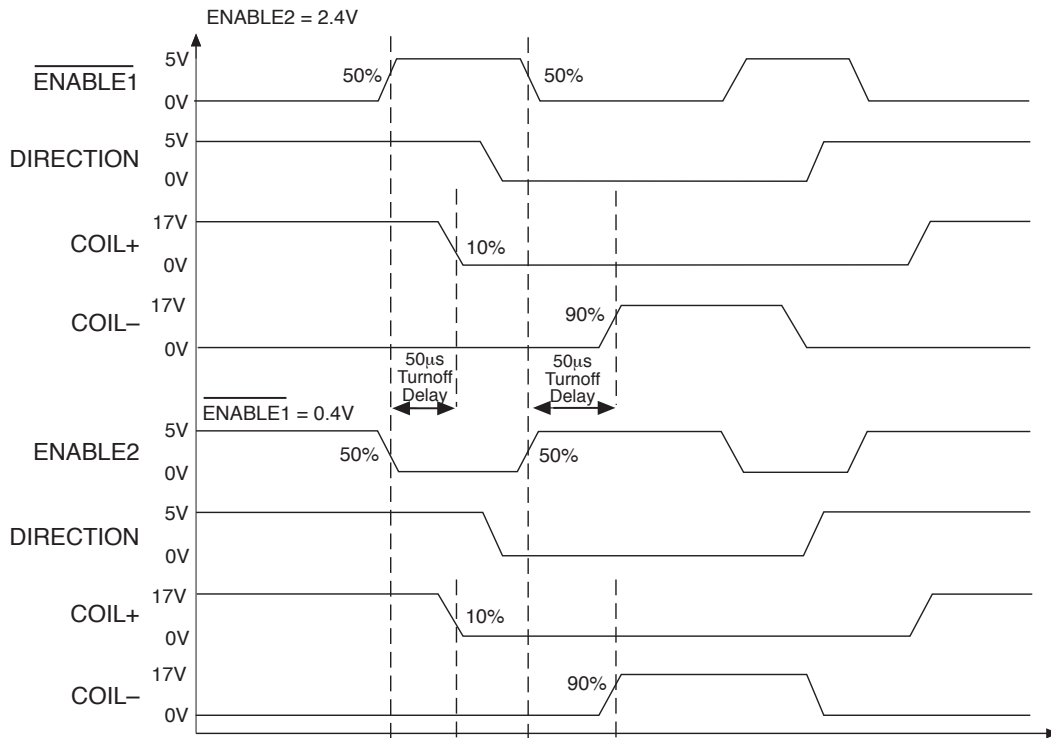 ENABLE2 = 2.4V
5V
ENABLE1
50%
50%
0V
5V
DIRECTION
0V
17V
COIL+
10%
0V
17V
COIL–
90%
0V
50µs
Turnoff
Delay
50µs
Turnoff
Delay
ENABLE1 = 0.4V
5V
ENABLE2
50%
50%
0V
5V
DIRECTION
0V
17V
COIL+
10%
0V
17V
COIL–
90%
0V